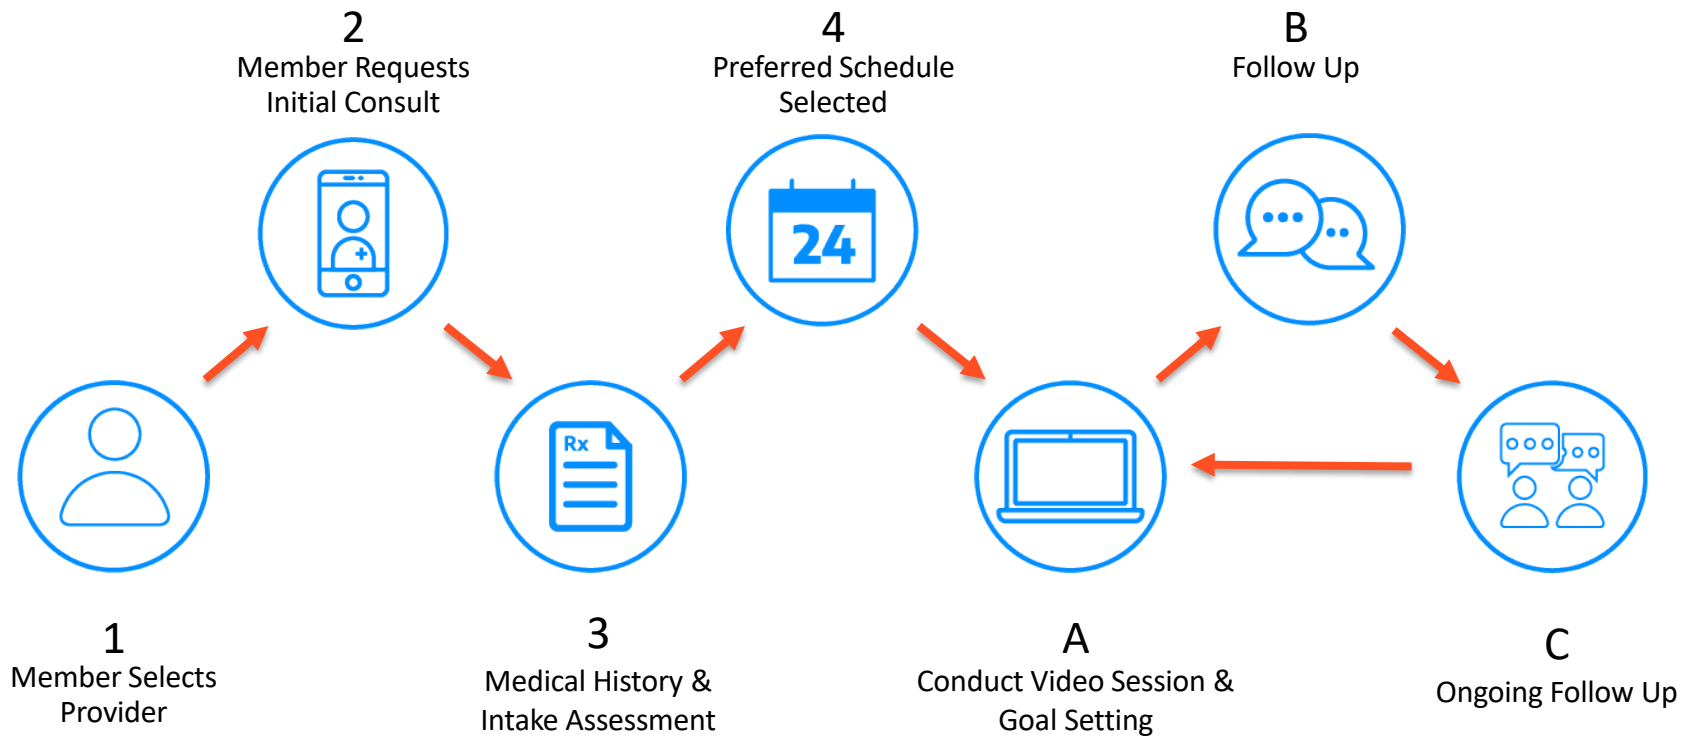 2
Member Requests
Initial Consult
4
Preferred Schedule
Selected
B
Follow Up
24
Rx
1
Member Selects
Provider
3
Medical History &
Intake Assessment
A
Conduct Video Session &
Goal Setting
C
Ongoing Follow Up